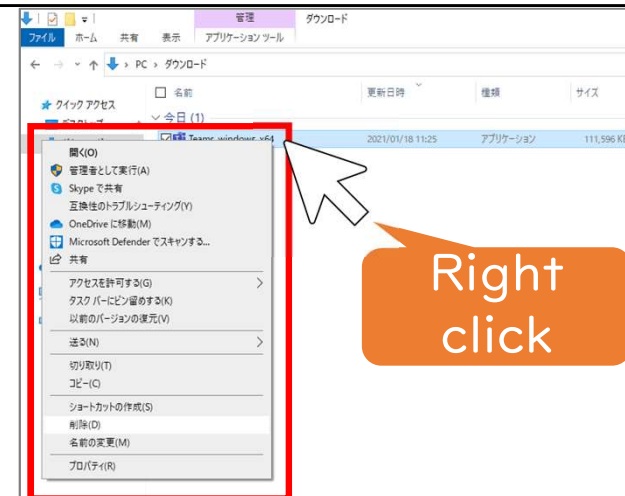 管理 ダウンロード
ファイル ホーム 共有 表示 アプリケーション ツール
PC › ダウンロード
名前 更新日時 種類 サイズ
クイック アクセス
今日 (1)
Teams_windows_x64 2021/01/18 11:25 アプリケーション 111,596 KB
開く(O)
管理者として実行(A)
Skype で共有
互換性のトラブルシューティング(Y)
OneDrive に移動(M)
Microsoft Defender でスキャンする...
共有
アクセスを許可する(G)
タスク バーにピン留めする(K)
以前のバージョンの復元(V)
送る(N)
切り取り(T)
コピー(C)
ショートカットの作成(S)
削除(D)
名前の変更(M)
プロパティ(R)
Right
click